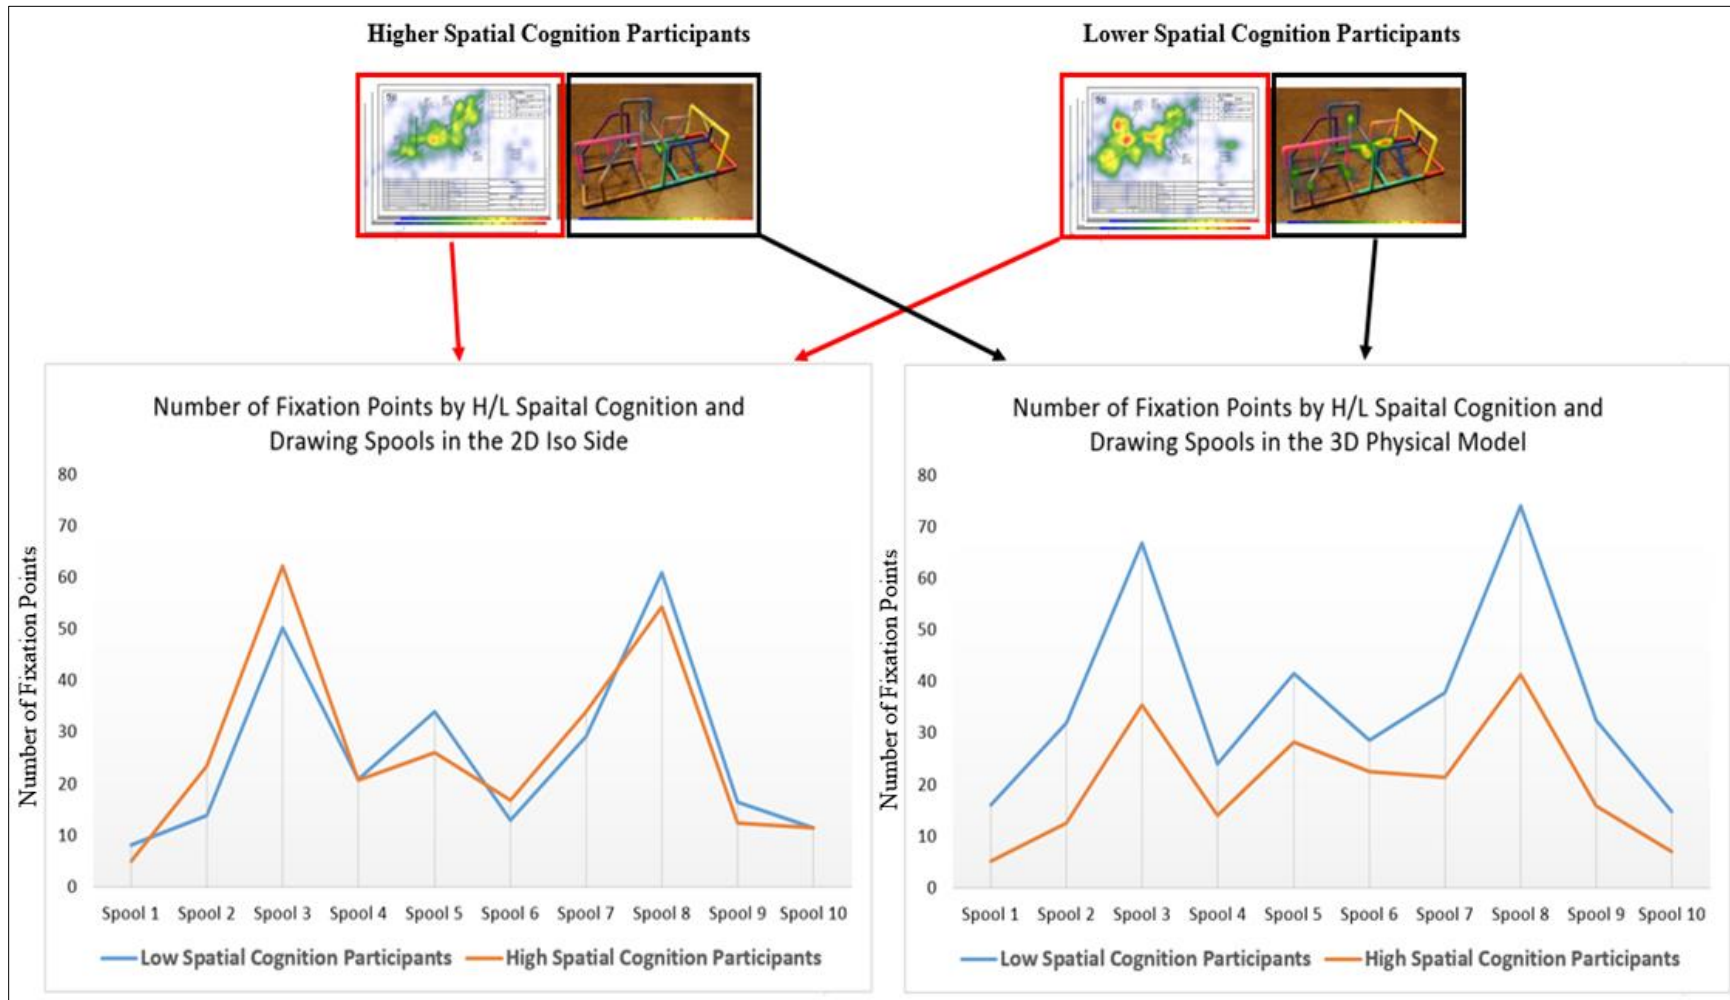 Higher Spatial Cognition Participants
Lower Spatial Cognition Participants
Number of Fixation Points by H/L Spaital Cognition and
Drawing Spools in the 2D Iso Side
80
70
60
50
40
30
20
10
0
Number of Fixation Points
Spool 1 Spool 2 Spool 3 Spool 4 Spool 5 Spool 6 Spool 7 Spool 8 Spool 9 Spool 10
Low Spatial Cognition Participants High Spatial Cognition Participants
Number of Fixation Points by H/L Spaital Cognition and
Drawing Spools in the 3D Physical Model
80
70
60
50
40
30
20
10
0
Number of Fixation Points
Spool 1 Spool 2 Spool 3 Spool 4 Spool 5 Spool 6 Spool 7 Spool 8 Spool 9 Spool 10
Low Spatial Cognition Participants High Spatial Cognition Participants